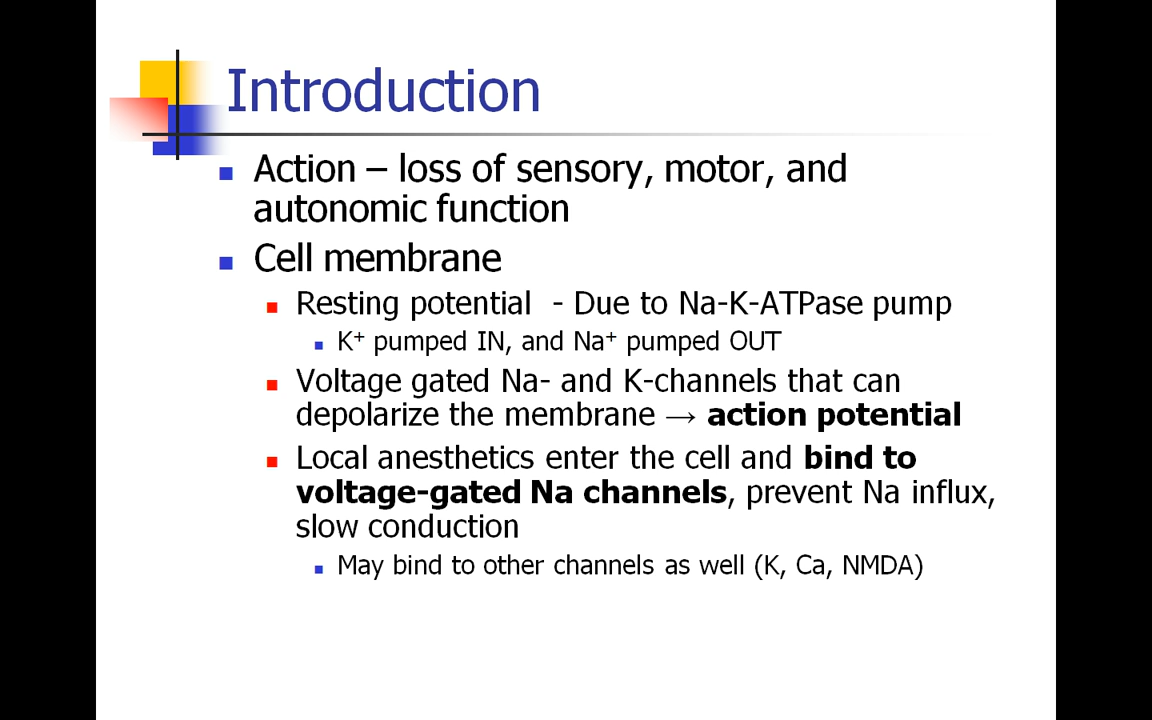 Introduction
Action – loss of sensory, motor, and
autonomic function
Cell membrane
Resting potential - Due to Na-K-ATPase pump
K⁺ pumped IN, and Na⁺ pumped OUT
Voltage gated Na- and K-channels that can
depolarize the membrane → action potential
Local anesthetics enter the cell and bind to
voltage-gated Na channels, prevent Na influx,
slow conduction
May bind to other channels as well (K, Ca, NMDA)